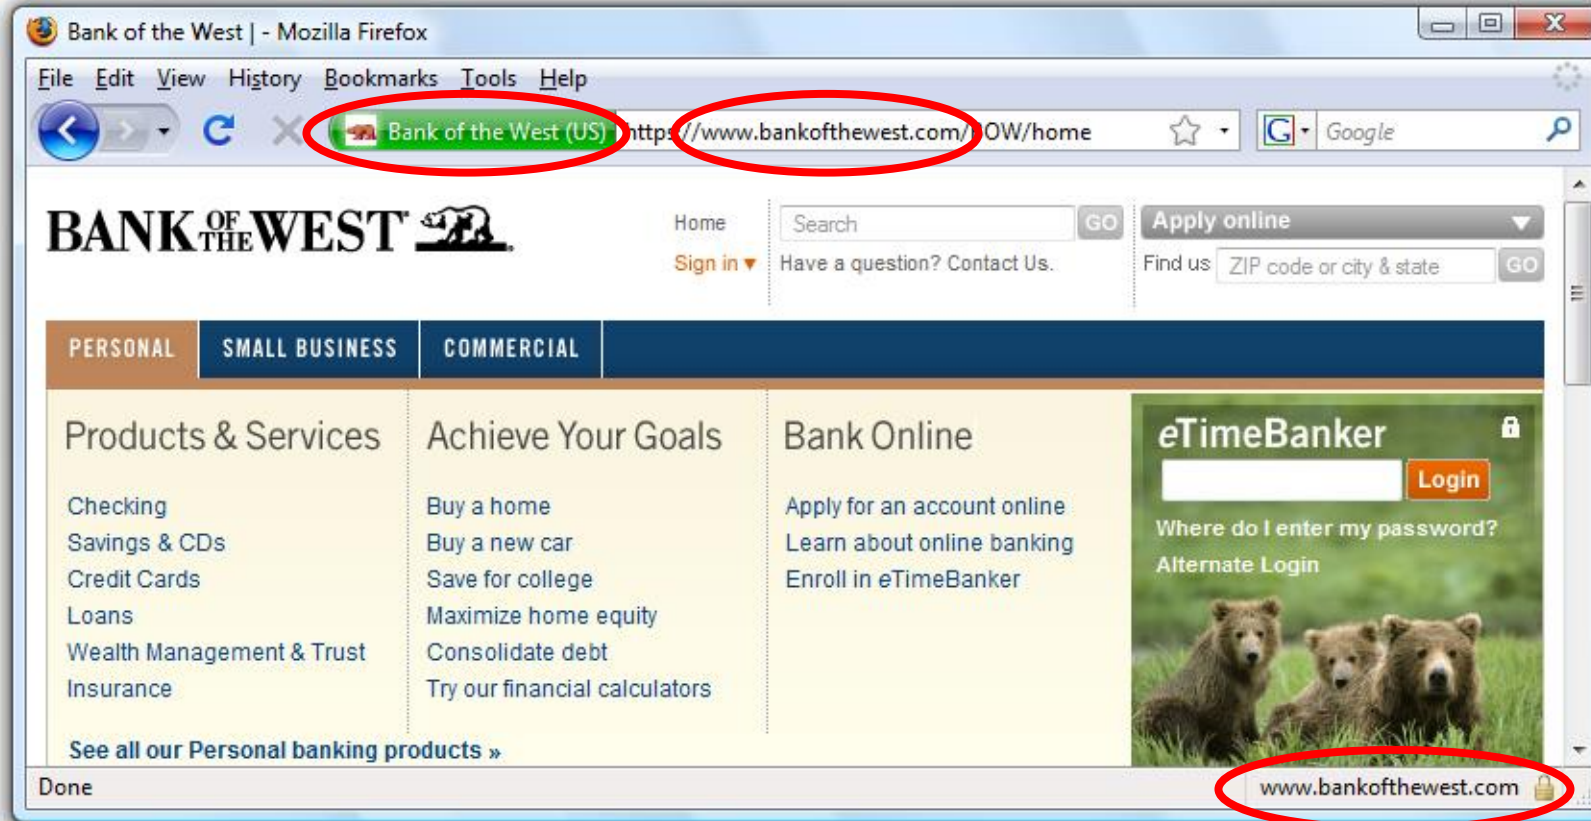 Bank of the West | - Mozilla Firefox
File Edit View History Bookmarks Tools Help
Bank of the West (US) https://www.bankofthewest.com/BOW/home G Google
BANK OF THE WEST
Home
Sign in ▾
Search GO
Have a question? Contact Us.
Apply online
Find us ZIP code or city & state GO
PERSONAL SMALL BUSINESS COMMERCIAL
Products & Services
Checking
Savings & CDs
Credit Cards
Loans
Wealth Management & Trust
Insurance
See all our Personal banking products »
Achieve Your Goals
Buy a home
Buy a new car
Save for college
Maximize home equity
Consolidate debt
Try our financial calculators
Bank Online
Apply for an account online
Learn about online banking
Enroll in eTimeBanker
eTimeBanker
Login
Where do I enter my password?
Alternate Login
Done www.bankofthewest.com